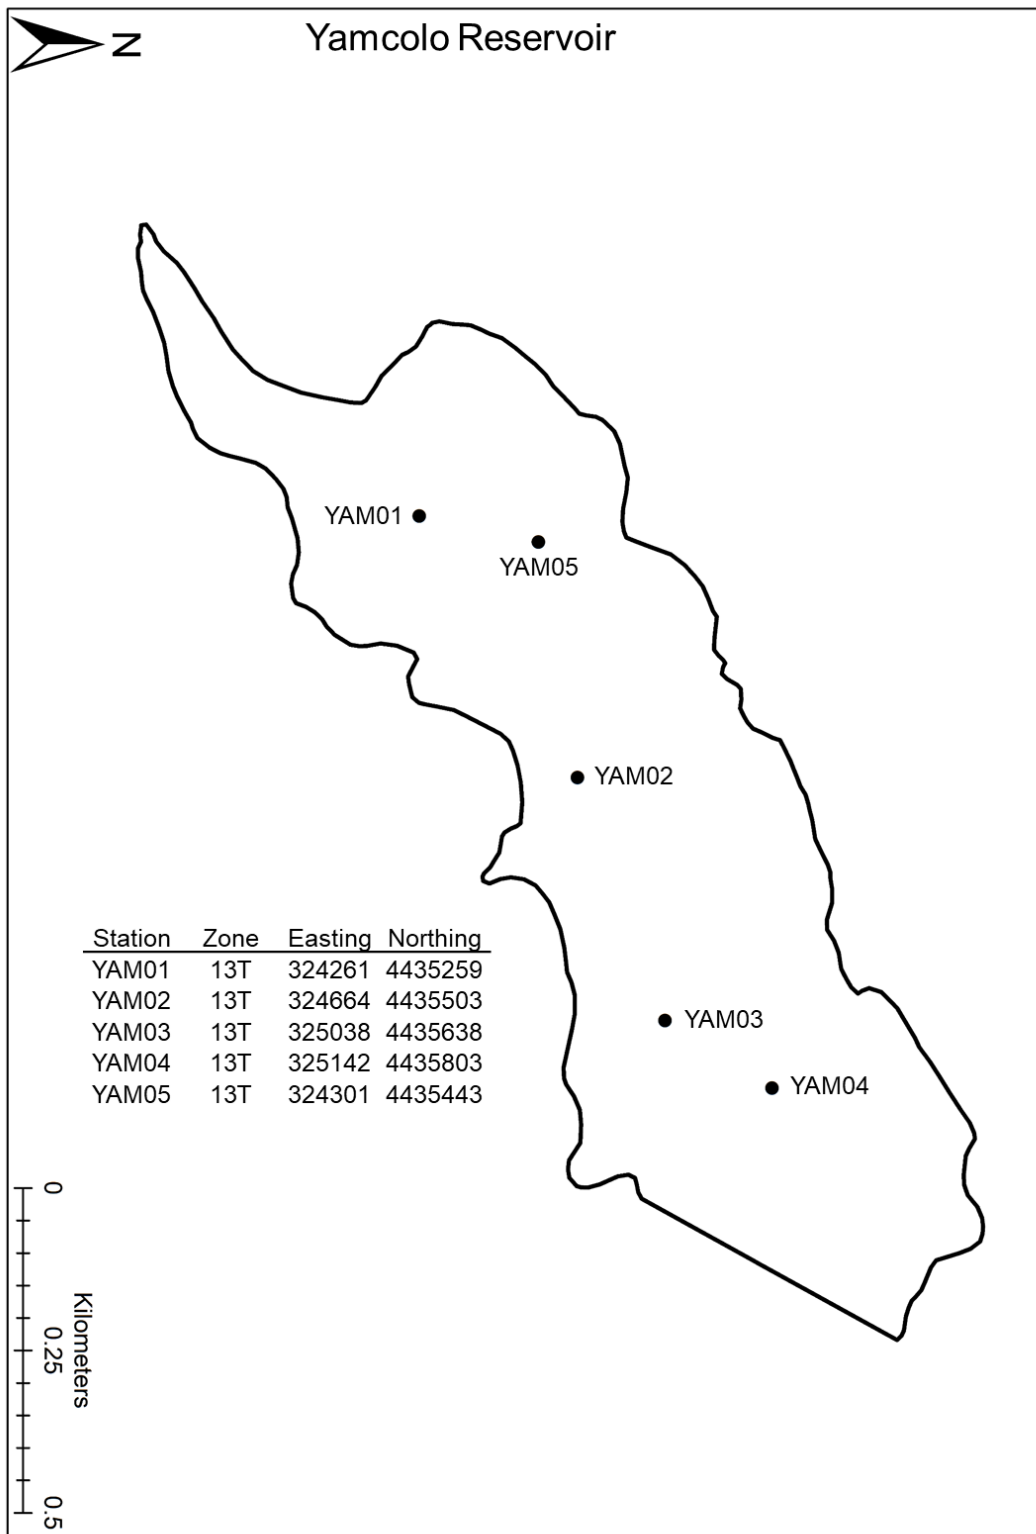 N
Yamcolo Reservoir
YAM01
YAM05
YAM02
YAM03
YAM04
Station Zone Easting Northing
YAM01 13T 324261 4435259
YAM02 13T 324664 4435503
YAM03 13T 325038 4435638
YAM04 13T 325142 4435803
YAM05 13T 324301 4435443
0 0.25 0.5
Kilometers